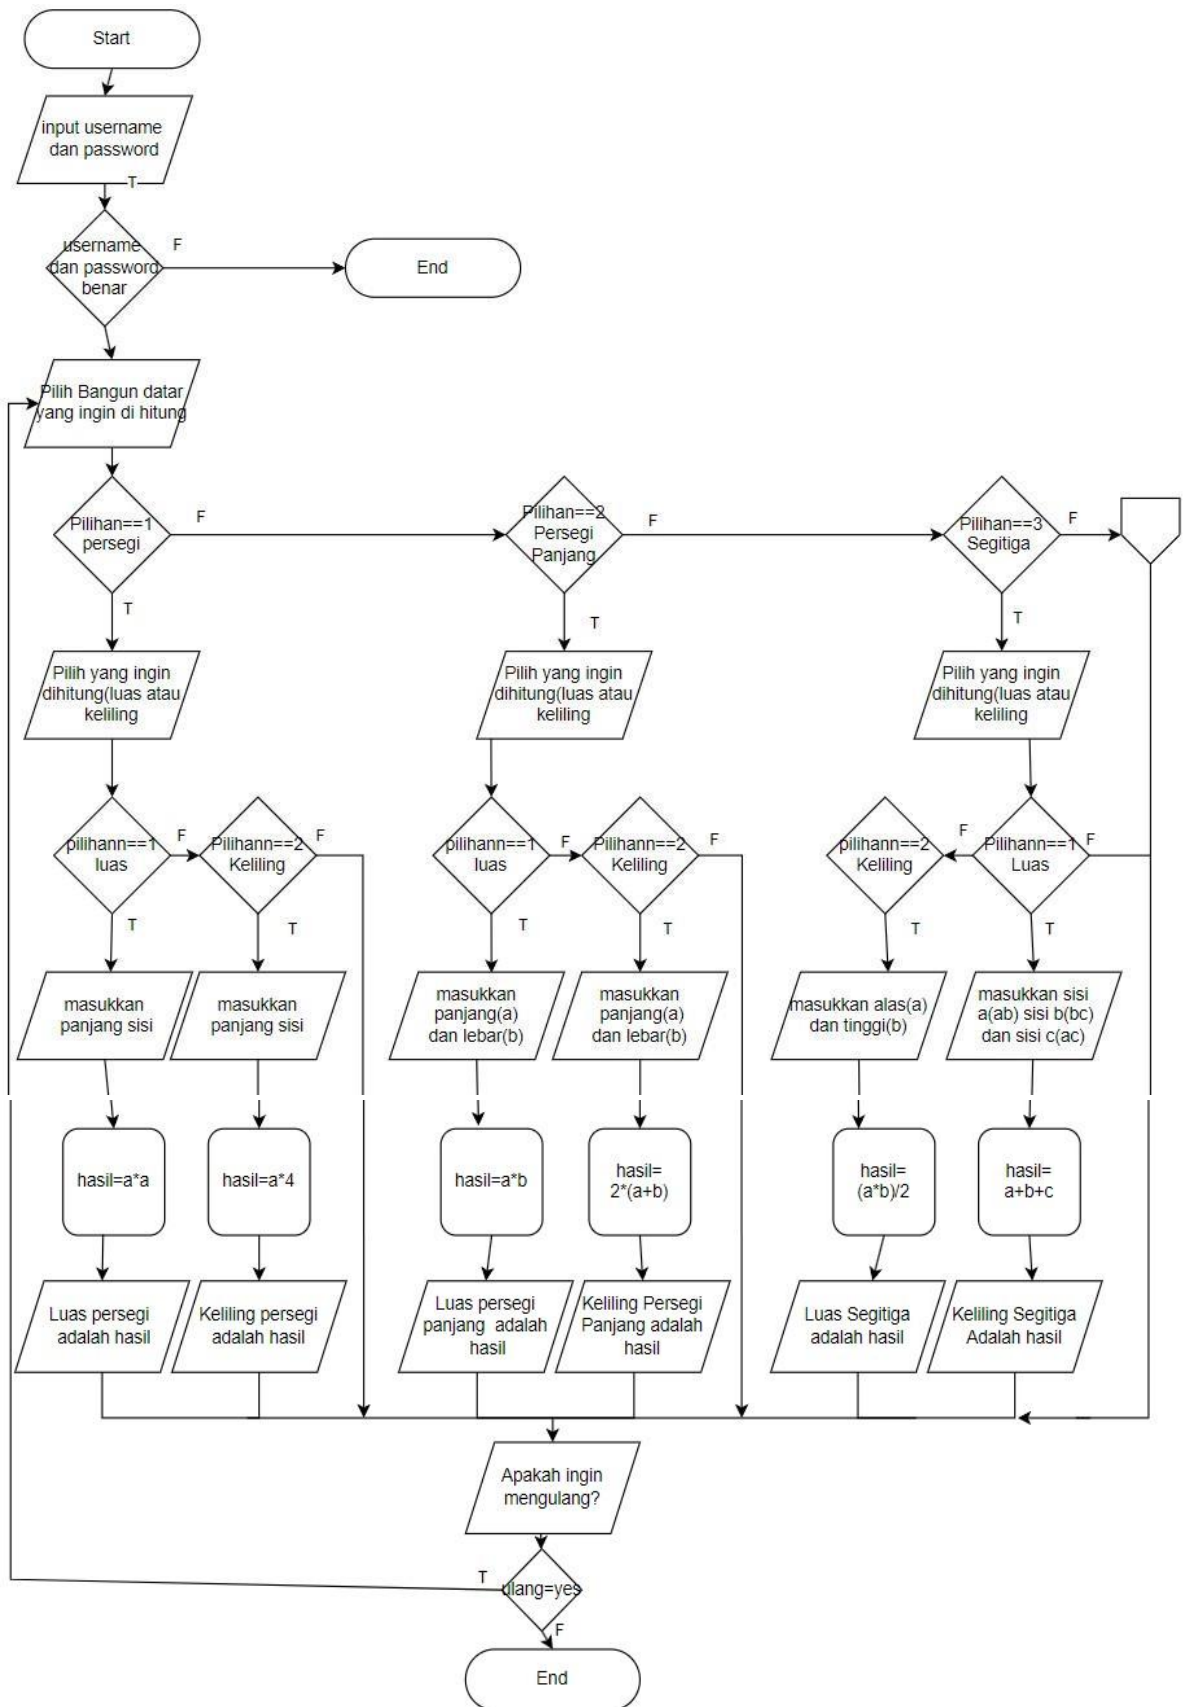 Start
input username
dan password
T
username
dan password
benar
F
End
Pilih Bangun datar
yang ingin di hitung
Pilihan==1
persegi
F
Pilihan==2
Persegi
Panjang
F
Pilihan==3
Segitiga
F
T
T
T
Pilih yang ingin
dihitung(luas atau
keliling
Pilih yang ingin
dihitung(luas atau
keliling
Pilih yang ingin
dihitung(luas atau
keliling
pilihann==1
luas
F
Pilihann==2
Keliling
F
pilihann==1
luas
F
Pilihann==2
Keliling
F
pilihann==2
Keliling
F
Pilihann==1
Luas
F
T
T
T
T
T
T
masukkan
panjang sisi
masukkan
panjang sisi
masukkan
panjang(a)
dan lebar(b)
masukkan
panjang(a)
dan lebar(b)
masukkan alas(a)
dan tinggi(b)
masukkan sisi
a(ab) sisi b(bc)
dan sisi c(ac)
hasil=a*a
hasil=a*4
hasil=a*b
hasil=
2*(a+b)
hasil=
(a*b)/2
hasil=
a+b+c
Luas persegi
adalah hasil
Keliling persegi
adalah hasil
Luas persegi
panjang adalah
hasil
Keliling Persegi
Panjang adalah
hasil
Luas Segitiga
adalah hasil
Keliling Segitiga
Adalah hasil
Apakah ingin
mengulang?
T
ulang=yes
F
End